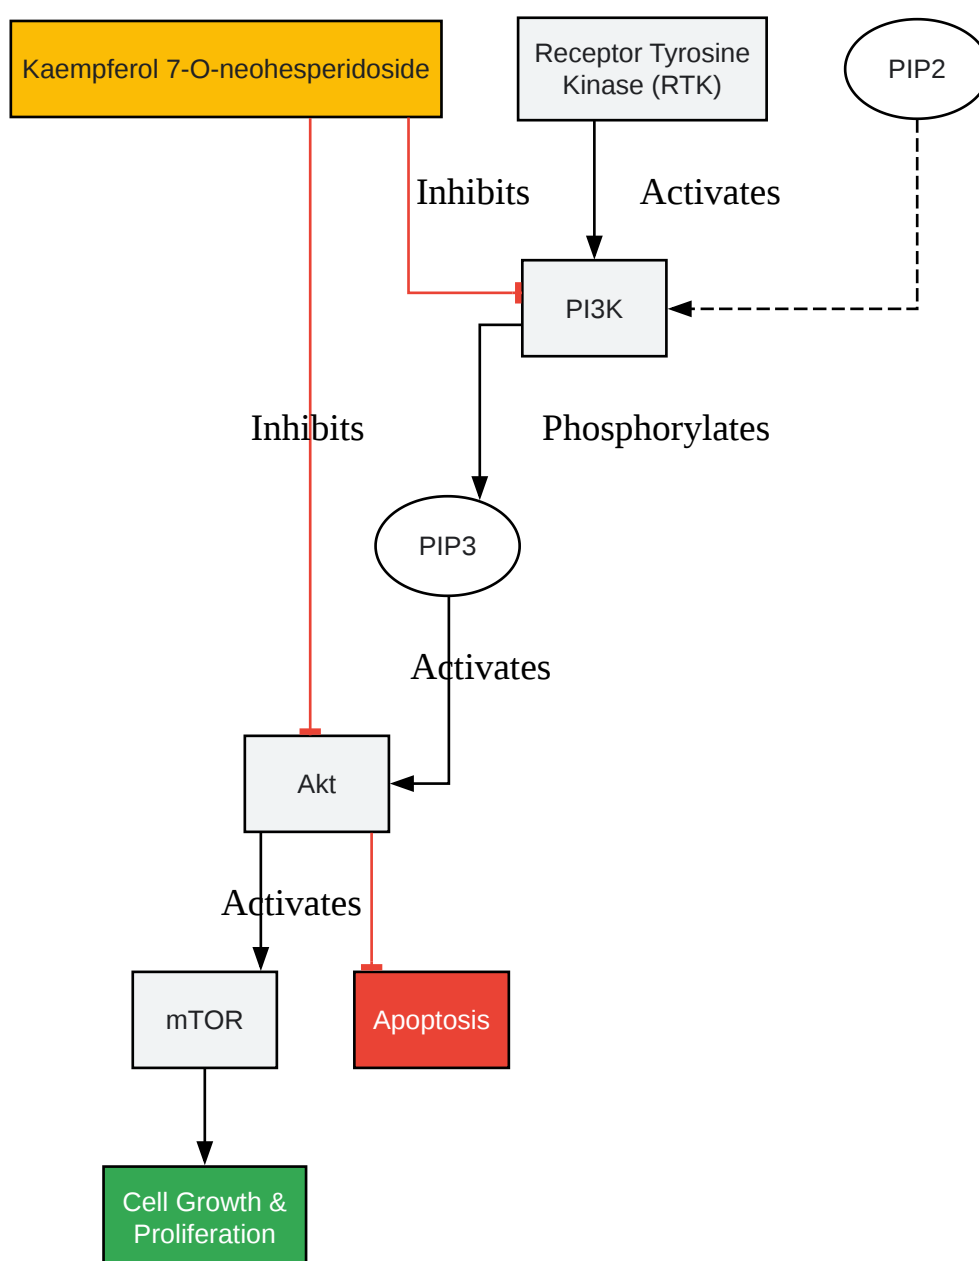 Kaempferol 7-O-neohesperidoside
Receptor Tyrosine
Kinase (RTK)
PIP2
Inhibits
Activates
PI3K
Inhibits
Phosphorylates
PIP3
Activates
Akt
Activates
mTOR
Apoptosis
Cell Growth &
Proliferation